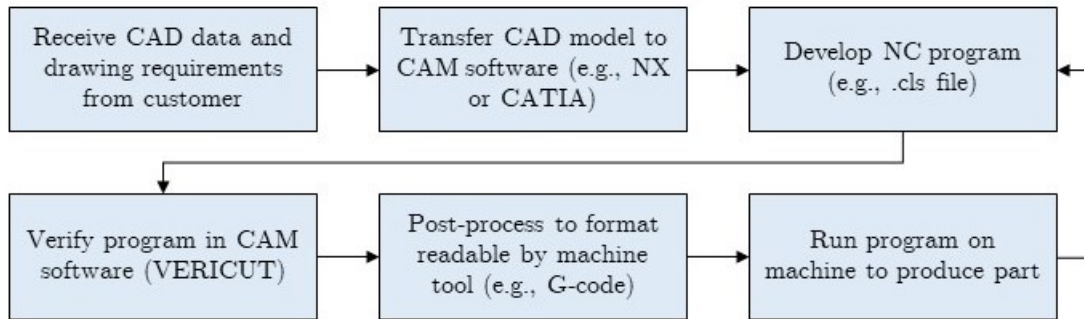 Receive CAD data and
drawing requirements
from customer
Transfer CAD model to
CAM software (e.g., NX
or CATIA)
Develop NC program
(e.g., .cls file)
Verify program in CAM
software (VERICUT)
Post-process to format
readable by machine
tool (e.g., G-code)
Run program on
machine to produce part